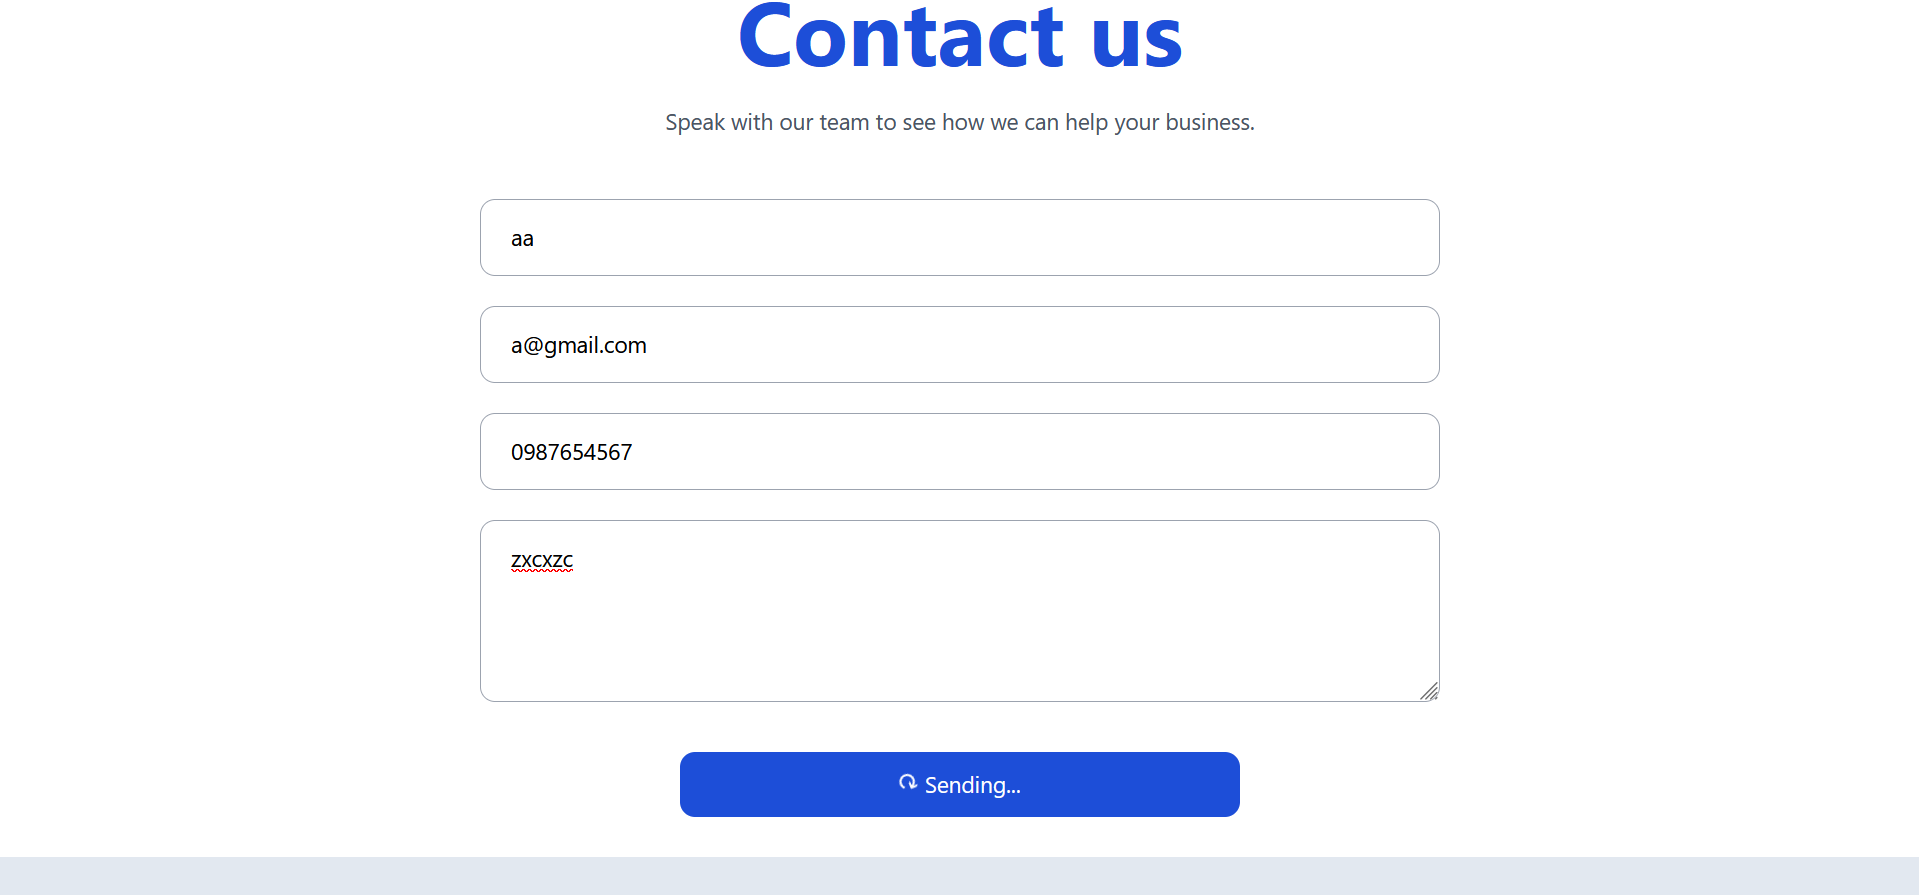 Contact us
Speak with our team to see how we can help your business.
aa
a@gmail.com
0987654567
zxcxzc
Sending...